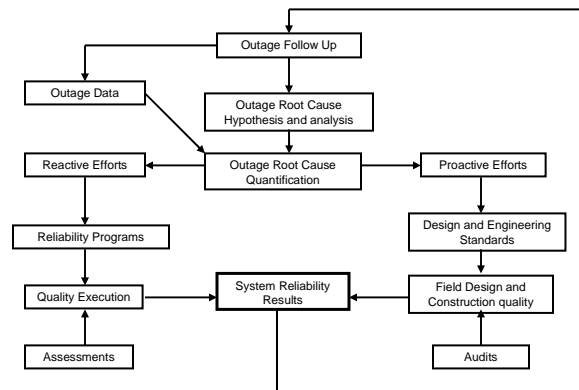 Outage Follow Up
Outage Data
Outage Root Cause
Hypothesis and analysis
Reactive Efforts
Outage Root Cause
Quantification
Proactive Efforts
Reliability Programs
Design and Engineering
Standards
Quality Execution
System Reliability
Results
Field Design and
Construction quality
Assessments
Audits